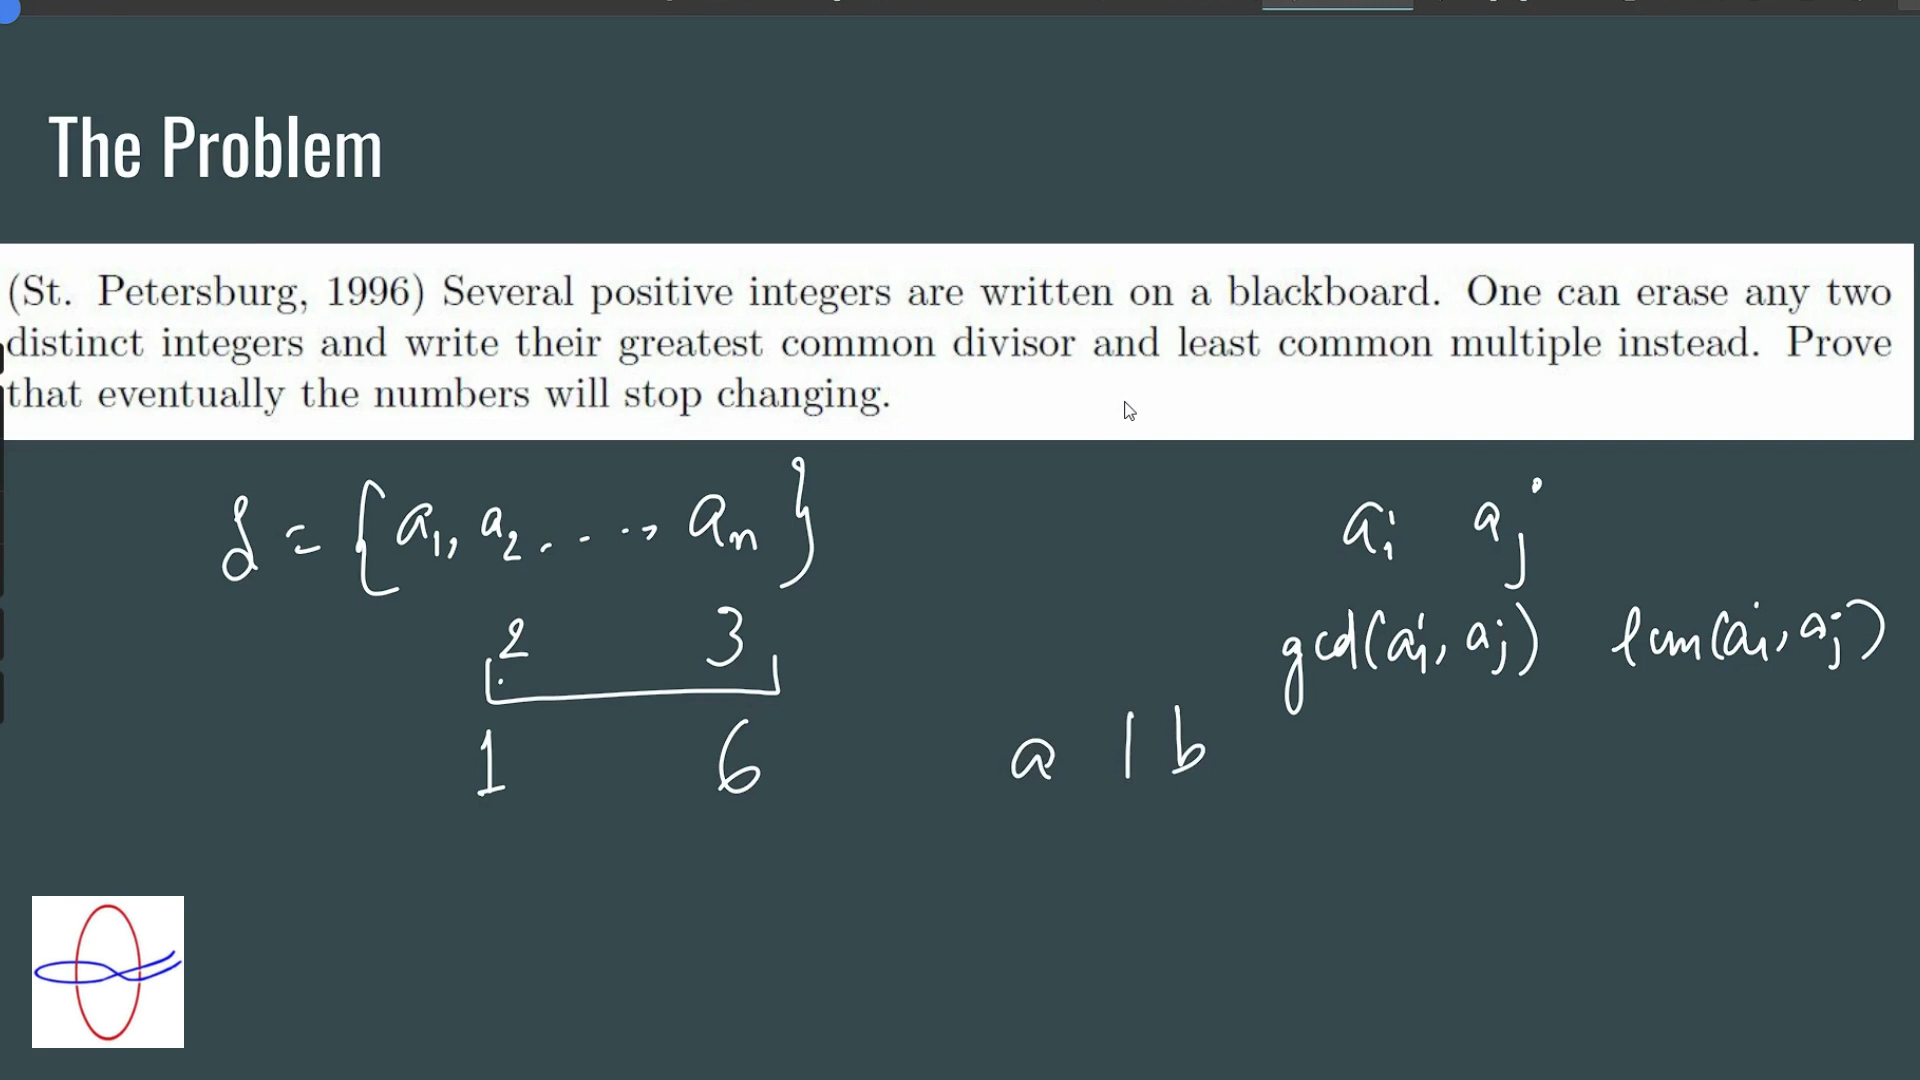 The Problem
(St. Petersburg, 1996) Several positive integers are written on a blackboard. One can erase any two
distinct integers and write their greatest common divisor and least common multiple instead. Prove
that eventually the numbers will stop changing.
S = {a₁, a₂, ..., aₙ}
aᵢ aⱼ
2 3
gcd(aᵢ, aⱼ) lcm(aᵢ, aⱼ)
1 6
a | b